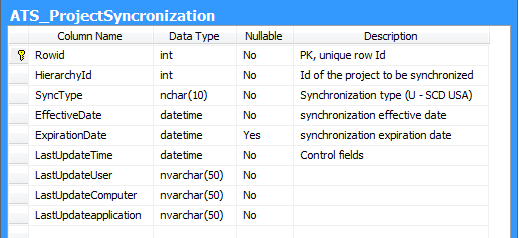 ATS_ProjectSyncronization
Column Name Data Type Nullable Description
Rowid int No PK, unique row Id
HierarchyId int No Id of the project to be synchronized
SyncType nchar(10) No Synchronization type (U - SCD USA)
EffectiveDate datetime No synchronization effective date
ExpirationDate datetime Yes synchronization expiration date
LastUpdateTime datetime No Control fields
LastUpdateUser nvarchar(50) No
LastUpdateComputer nvarchar(50) No
LastUpdateapplication nvarchar(50) No